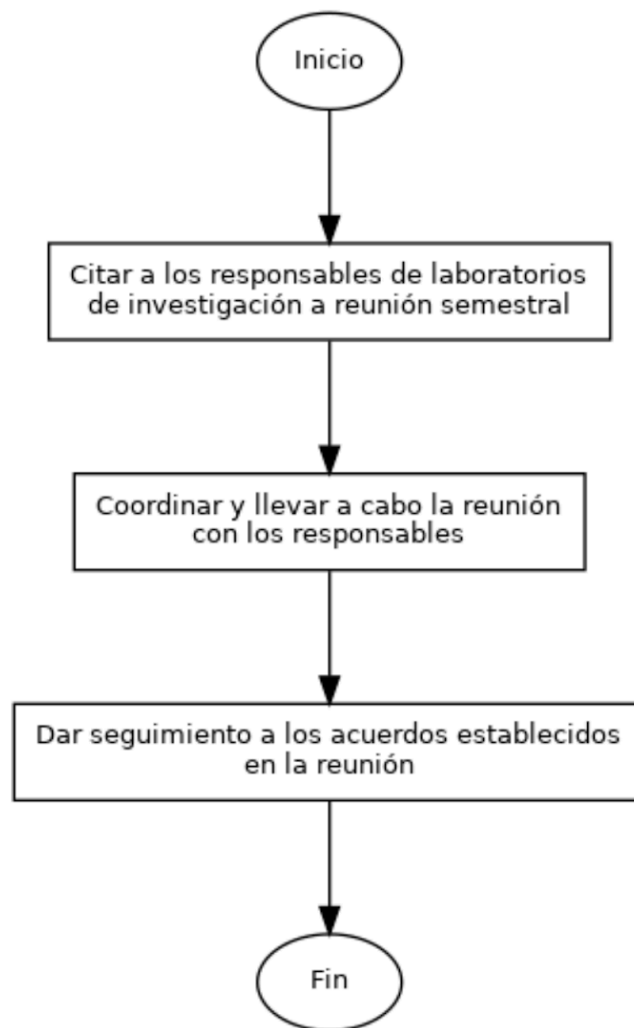 Inicio
Citar a los responsables de laboratorios
de investigación a reunión semestral
Coordinar y llevar a cabo la reunión
con los responsables
Dar seguimiento a los acuerdos establecidos
en la reunión
Fin